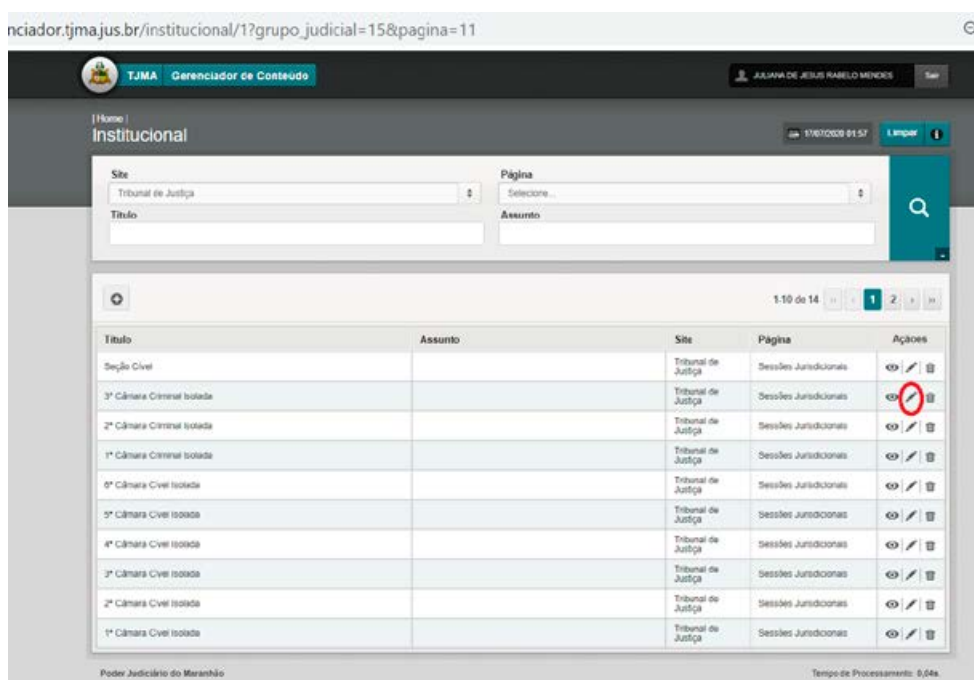 nciador.tjma.jus.br/institucional/1?grupo_judicial=15&pagina=11
TJMA Gerenciador de Conteúdo
JULIANA DE JESUS RABELO MENDES Sair
| Home |
Institucional
17/07/2020 01:57 Limpar
Site Página
Tribunal de Justiça Selecione...
Título Assunto
1-10 de 14 1 2
Título Assunto Site Página Açãoes
Seção Cível Tribunal de Justiça Sessões Jurisdicionais
3ª Câmara Criminal Isolada Tribunal de Justiça Sessões Jurisdicionais
2ª Câmara Criminal Isolada Tribunal de Justiça Sessões Jurisdicionais
1ª Câmara Criminal Isolada Tribunal de Justiça Sessões Jurisdicionais
6ª Câmara Cível Isolada Tribunal de Justiça Sessões Jurisdicionais
5ª Câmara Cível Isolada Tribunal de Justiça Sessões Jurisdicionais
4ª Câmara Cível Isolada Tribunal de Justiça Sessões Jurisdicionais
3ª Câmara Cível Isolada Tribunal de Justiça Sessões Jurisdicionais
2ª Câmara Cível Isolada Tribunal de Justiça Sessões Jurisdicionais
1ª Câmara Cível Isolada Tribunal de Justiça Sessões Jurisdicionais
Poder Judiciário do Maranhão Tempo de Processamento: 0,04s.